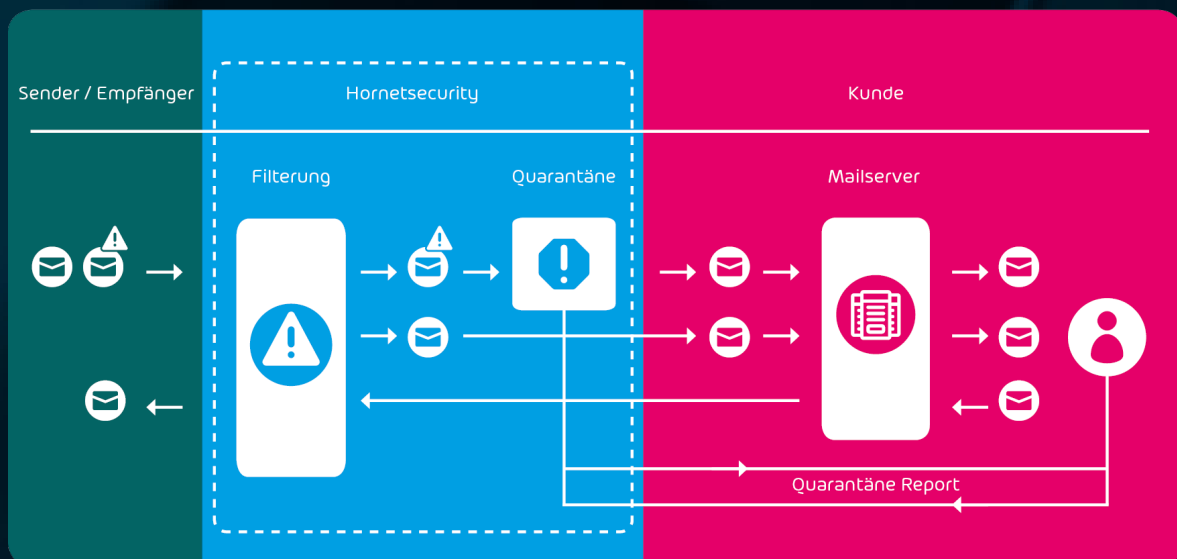 Sender / Empfänger
Hornetsecurity
Kunde
Filterung
Quarantäne
Mailserver
Quarantäne Report